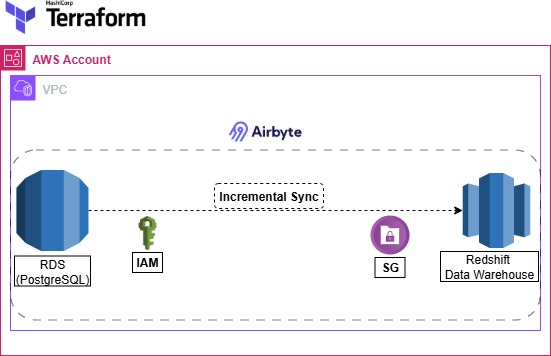 HashiCorp
Terraform
AWS Account
VPC
Airbyte
Incremental Sync
IAM
SG
RDS
(PostgreSQL)
Redshift
Data Warehouse